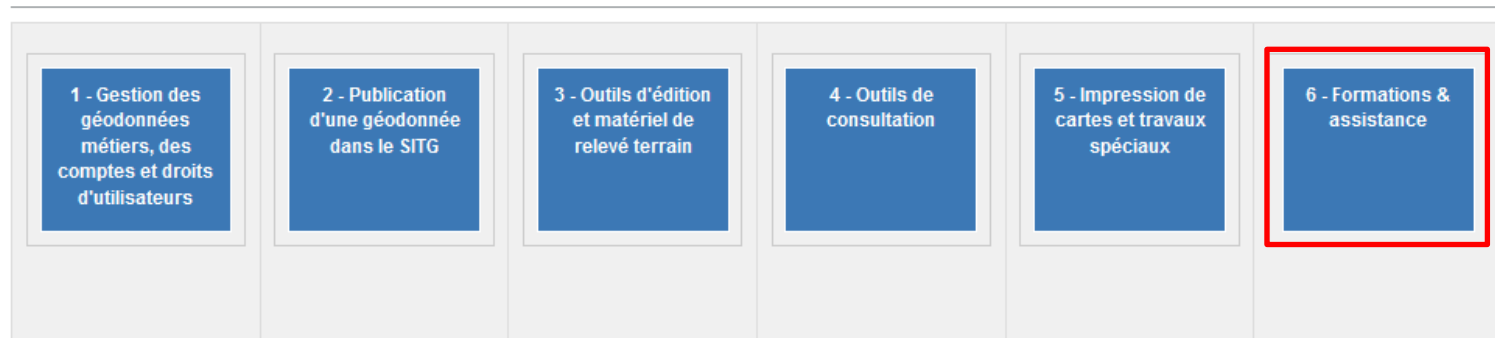 1 - Gestion des
géodonnées
métiers, des
comptes et droits
d'utilisateurs
2 - Publication
d'une géodonnée
dans le SITG
3 - Outils d'édition
et matériel de
relevé terrain
4 - Outils de
consultation
5 - Impression de
cartes et travaux
spéciaux
6 - Formations &
assistance